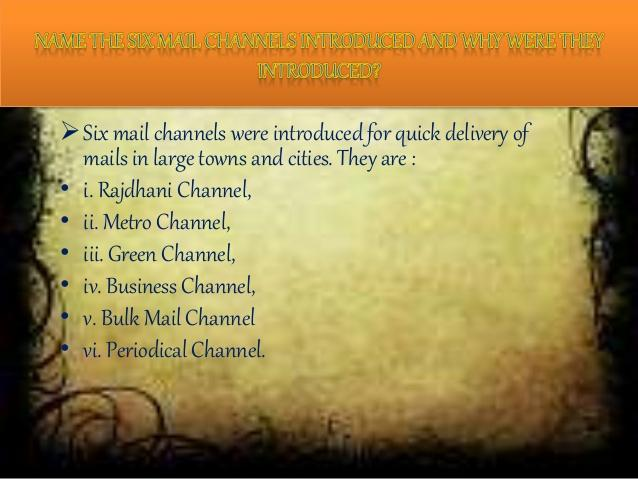 NAME THE SIX MAIL CHANNELS INTRODUCED AND WHY WERE THEY
INTRODUCED?
➢ Six mail channels were introduced for quick delivery of
mails in large towns and cities. They are :
• i. Rajdhani Channel,
• ii. Metro Channel,
• iii. Green Channel,
• iv. Business Channel,
• v. Bulk Mail Channel
• vi. Periodical Channel.